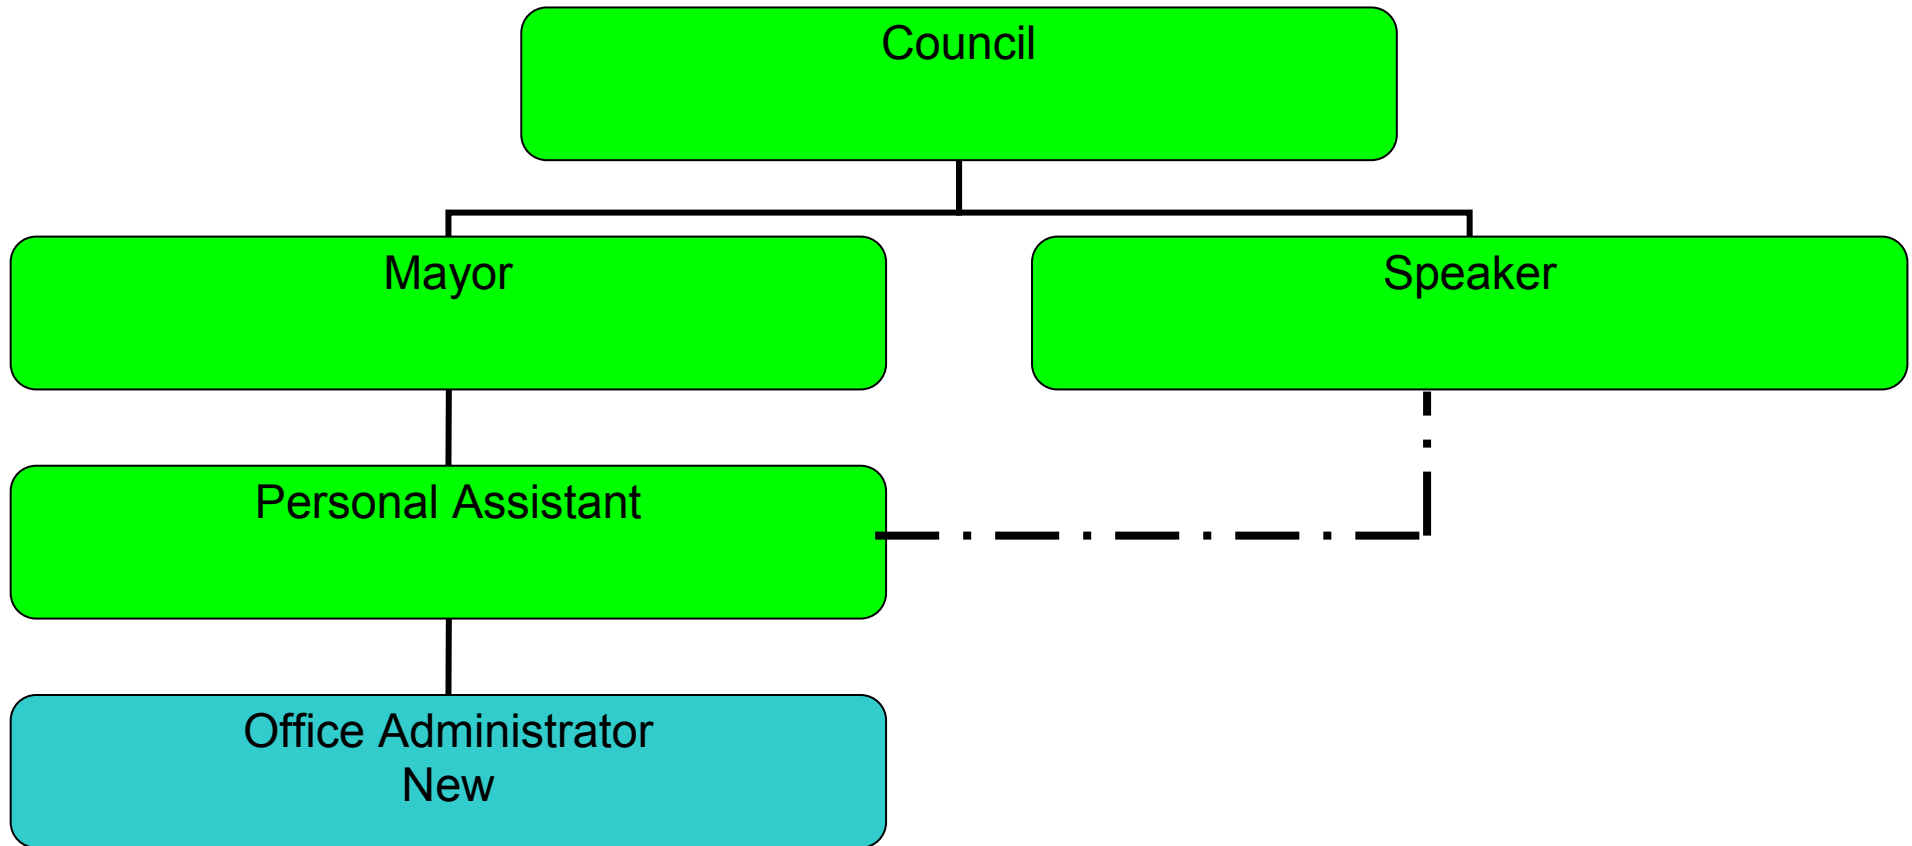 Council
Mayor
Speaker
Personal Assistant
Office Administrator
New